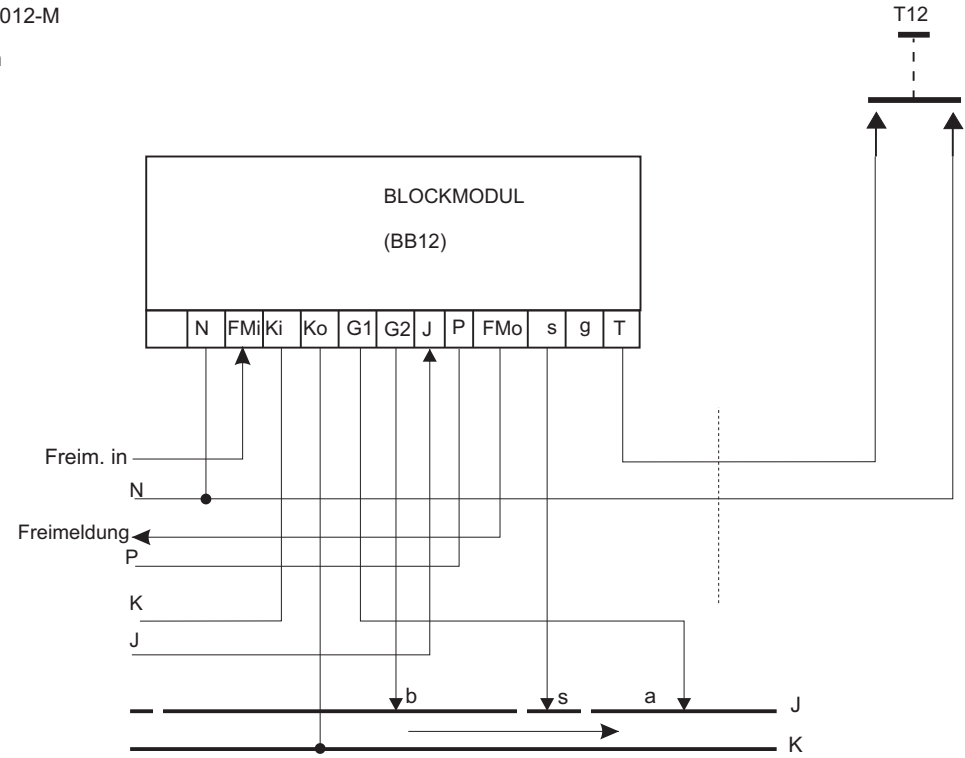 012-M
T12
BLOCKMODUL
(BB12)
N FMi Ki Ko G1 G2 J P FMo s g T
Freim. in
N
Freimeldung
P
K
J
b s a J
K